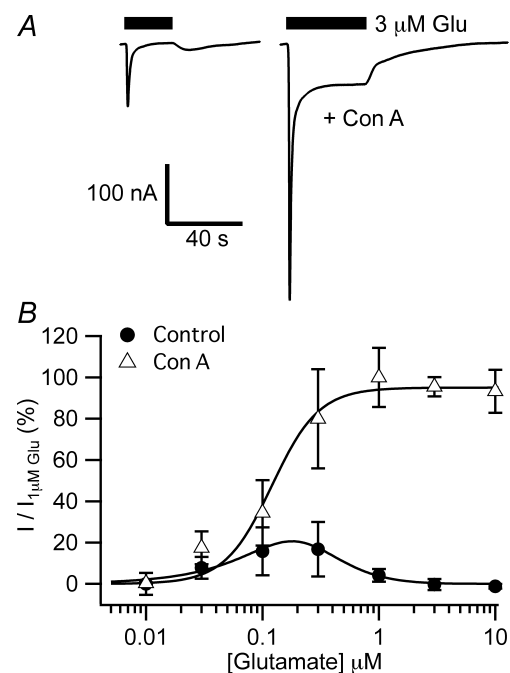 A
3 μM Glu
+ Con A
100 nA
40 s
B
120
100
80
60
40
20
0
I / I1μM Glu (%)
Control
Con A
0.01
0.1
1
10
[Glutamate] μM